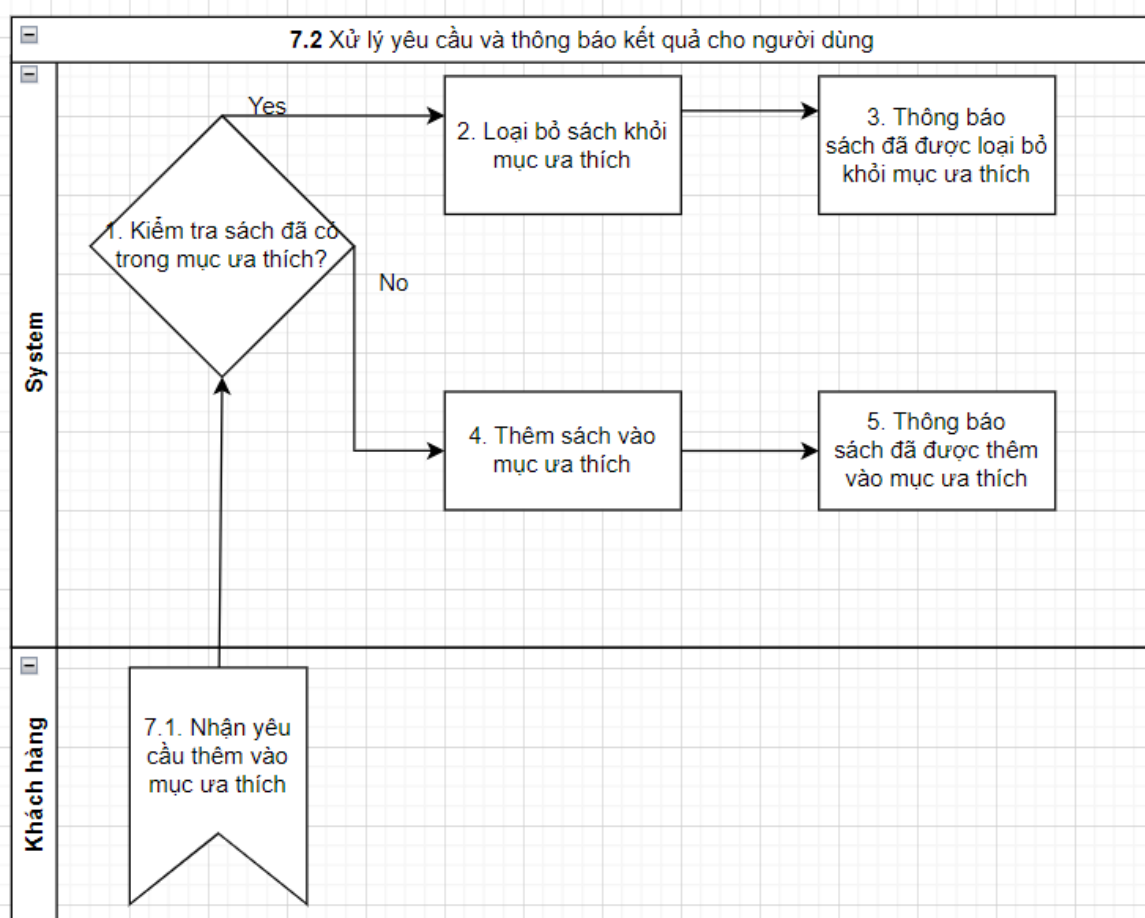 7.2 Xử lý yêu cầu và thông báo kết quả cho người dùng
System
Yes
1. Kiểm tra sách đã có
trong mục ưa thích?
2. Loại bỏ sách khỏi
mục ưa thích
3. Thông báo
sách đã được loại bỏ
khỏi mục ưa thích
No
4. Thêm sách vào
mục ưa thích
5. Thông báo
sách đã được thêm
vào mục ưa thích
Khách hàng
7.1. Nhận yêu
cầu thêm vào
mục ưa thích